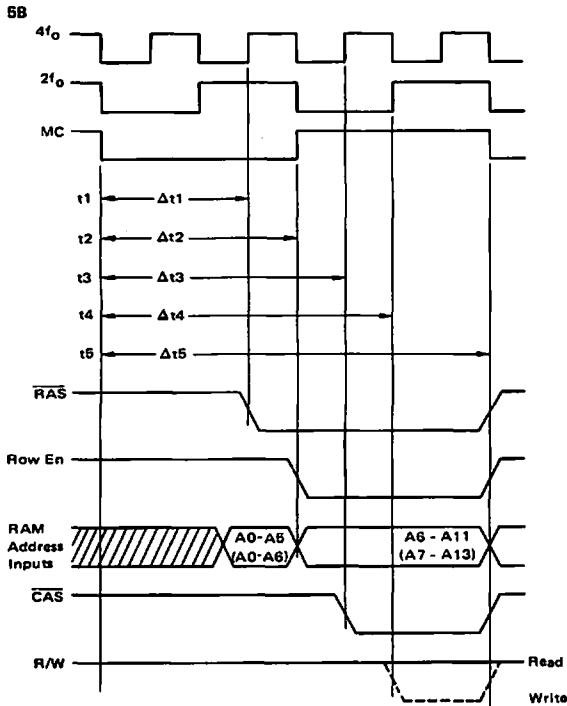 5B
4f₀
2f₀
MC
t1 Δt1
t2 Δt2
t3 Δt3
t4 Δt4
t5 Δt5
RAS
Row En
RAM
Address
Inputs
A0-A5
(A0-A6)
A6 - A11
(A7 - A13)
CAS
R/W
Read
Write